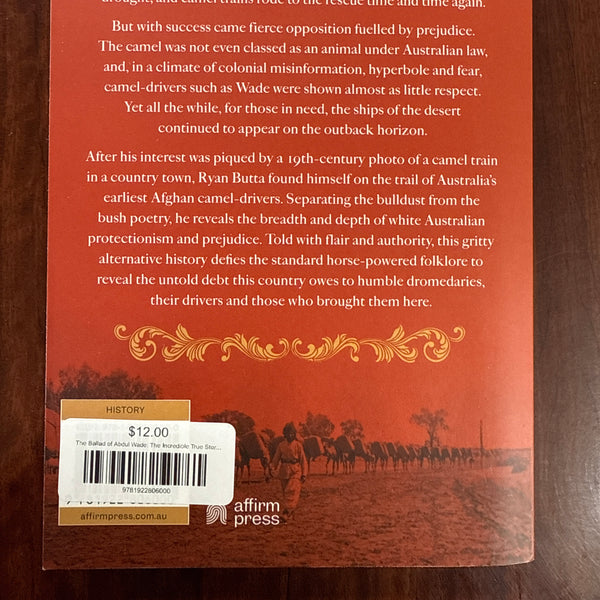 drought, and camel trains rode to the rescue time and time again.
But with success came fierce opposition fuelled by prejudice.
The camel was not even classed as an animal under Australian law,
and, in a climate of colonial misinformation, hyperbole and fear,
camel-drivers such as Wade were shown almost as little respect.
Yet all the while, for those in need, the ships of the desert
continued to appear on the outback horizon.
After his interest was piqued by a 19th-century photo of a camel train
in a country town, Ryan Butta found himself on the trail of Australia's
earliest Afghan camel-drivers. Separating the bulldust from the
bush poetry, he reveals the breadth and depth of white Australian
protectionism and prejudice. Told with flair and authority, this gritty
alternative history defies the standard horse-powered folklore to
reveal the untold debt this country owes to humble dromedaries,
their drivers and those who brought them here.
HISTORY
$12.00
The Ballad of Abdul Wade: The Incredible True Stor...
9781922806000
affirmpress.com.au
affirm
press